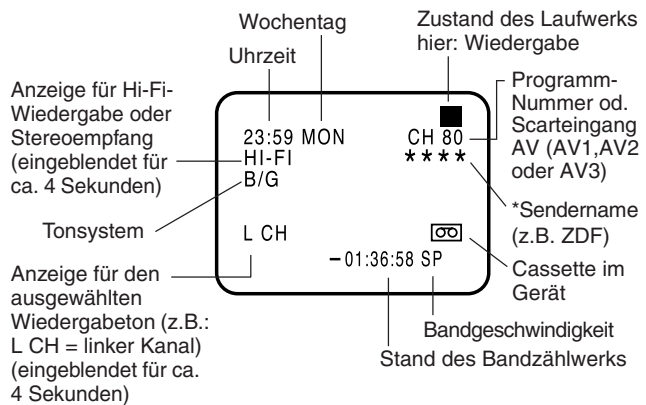 Wochentag
Uhrzeit
Zustand des Laufwerks
hier: Wiedergabe
Anzeige für Hi-Fi-
Wiedergabe oder
Stereoempfang
(eingeblendet für
ca. 4 Sekunden)
Tonsystem
Anzeige für den
ausgewählten
Wiedergabeton (z.B.:
L CH = linker Kanal)
(eingeblendet für ca.
4 Sekunden)
23:59 MON
CH 80
HI-FI
****
B/G
L CH
–01:36:58 SP
Programm-
Nummer od.
Scarteingang
AV (AV1,AV2
oder AV3)
*Sendername
(z.B. ZDF)
Cassette im
Gerät
Bandgeschwindigkeit
Stand des Bandzählwerks